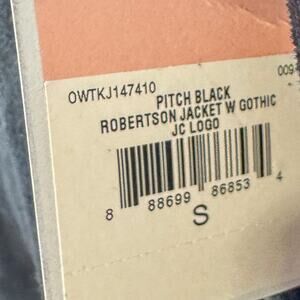 OWTKJ147410 009
PITCH BLACK
ROBERTSON JACKET W GOTHIC
JC LOGO
8 88699 86853 4
S